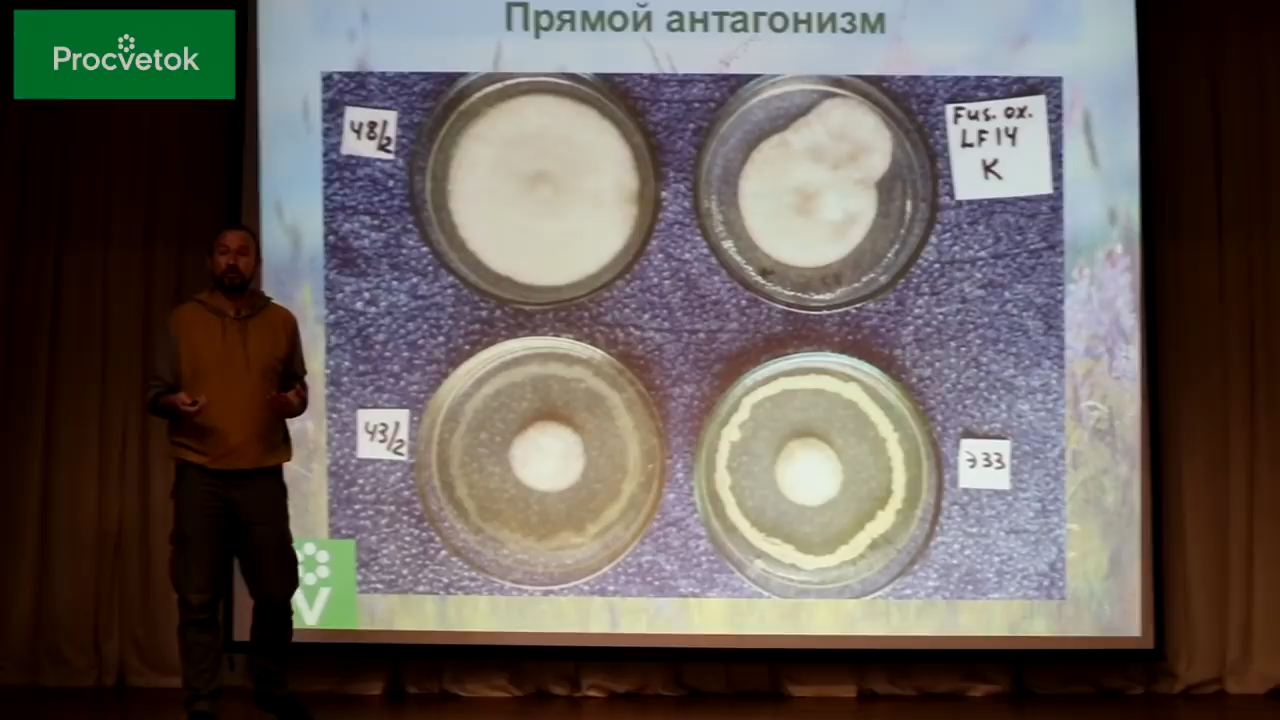 Procvetok
Прямой антагонизм
48/2
Fus. ox.
LF14
K
43/2
Э33
V